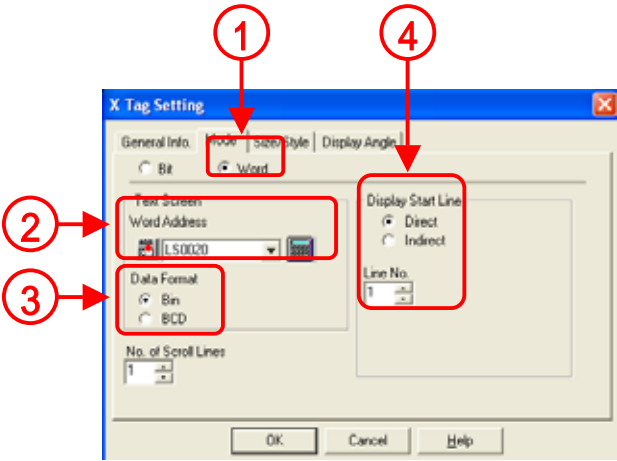 1
4
X Tag Setting
General Info. Mode Size/Style Display Angle
Bit Word
Text Screen
Word Address
LS0020
Data Format
Bin
BCD
No. of Scroll Lines
1
Display Start Line
Direct
Indirect
Line No.
1
2
3
OK Cancel Help